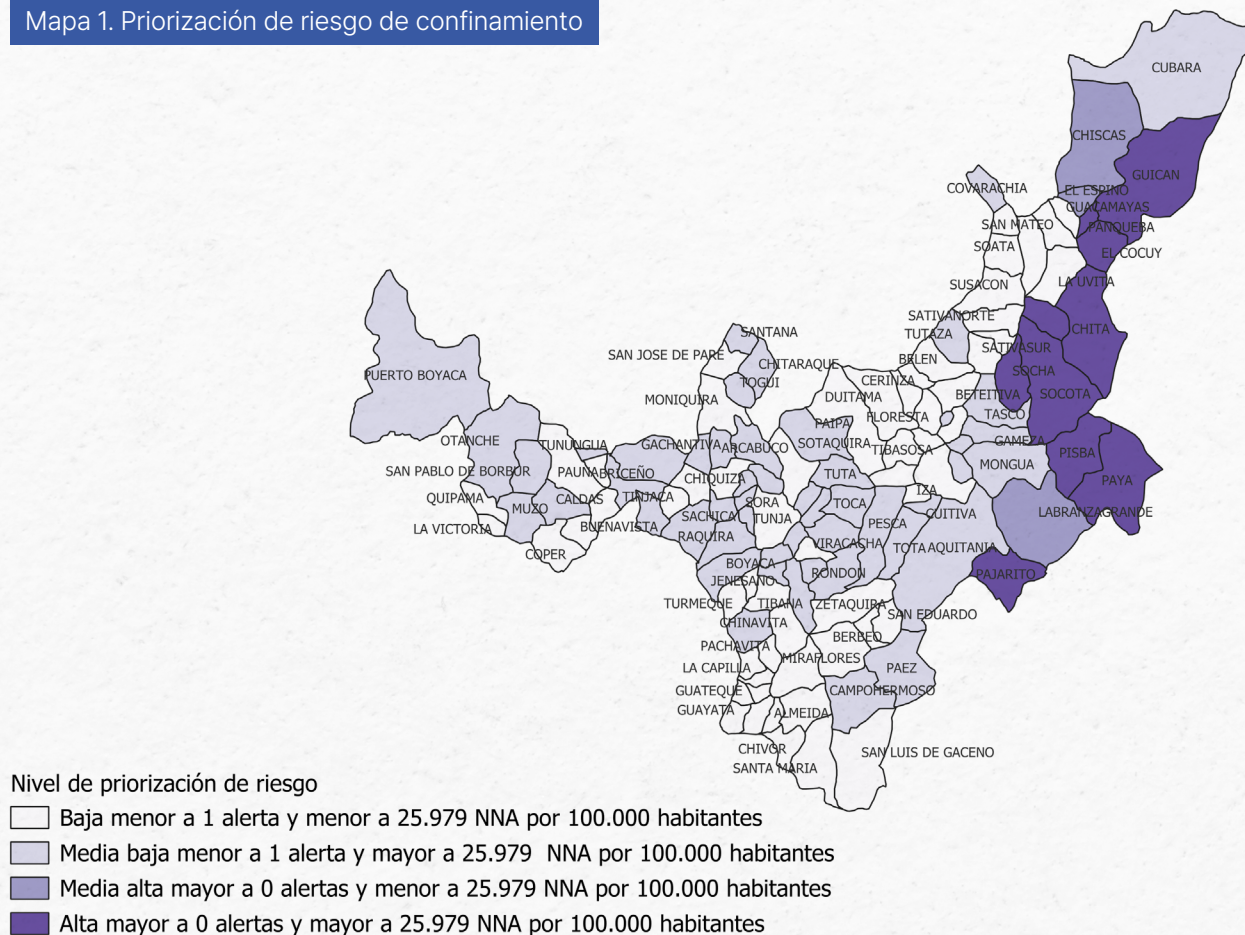 Mapa 1. Priorización de riesgo de confinamiento
CUBARA
CHISCAS
GUICAN
COVARACHIA
EL ESPINO
GUACAMAYAS
SAN MATEO
PANQUEBA
SOATA
EL COCUY
SUSACON
LA UVITA
SATIVANORTE
TUTAZA
CHITA
SANTANA
SATIVASUR
SAN JOSE DE PARE
CHITARAQUE
BELEN
SOCHA
PUERTO BOYACA
TOGUI
CERINZA
MONIQUIRA
DUITAMA
BETEITIVA
SOCOTA
FLORESTA
TASCO
PAIPA
OTANCHE
TUNUNGUA
GACHANTIVA
ARCABUCO
SOTAQUIRA
GAMEZA
TIBASOSA
PISBA
SAN PABLO DE BORBUR
PAUNA
BRICEÑO
CHIQUIZA
TUTA
MONGUA
PAYA
QUIPAMA
CALDAS
TINJACA
IZA
MUZO
SORA
TOCA
LA VICTORIA
BUENAVISTA
SACHICA
TUNJA
PESCA
CUITIVA
LABRANZAGRANDE
RAQUIRA
VIRACACHA
COPER
TOTA
AQUITANIA
BOYACA
JENESANO
RONDON
PAJARITO
TURMEQUE
TIBANA
ZETAQUIRA
SAN EDUARDO
CHINAVITA
BERBEO
PACHAVITA
MIRAFLORES
LA CAPILLA
PAEZ
GUATEQUE
CAMPOHERMOSO
GUAYATA
ALMEIDA
CHIVOR
SAN LUIS DE GACENO
SANTA MARIA
Nivel de priorización de riesgo
Baja menor a 1 alerta y menor a 25.979 NNA por 100.000 habitantes
Media baja menor a 1 alerta y mayor a 25.979 NNA por 100.000 habitantes
Media alta mayor a 0 alertas y menor a 25.979 NNA por 100.000 habitantes
Alta mayor a 0 alertas y mayor a 25.979 NNA por 100.000 habitantes